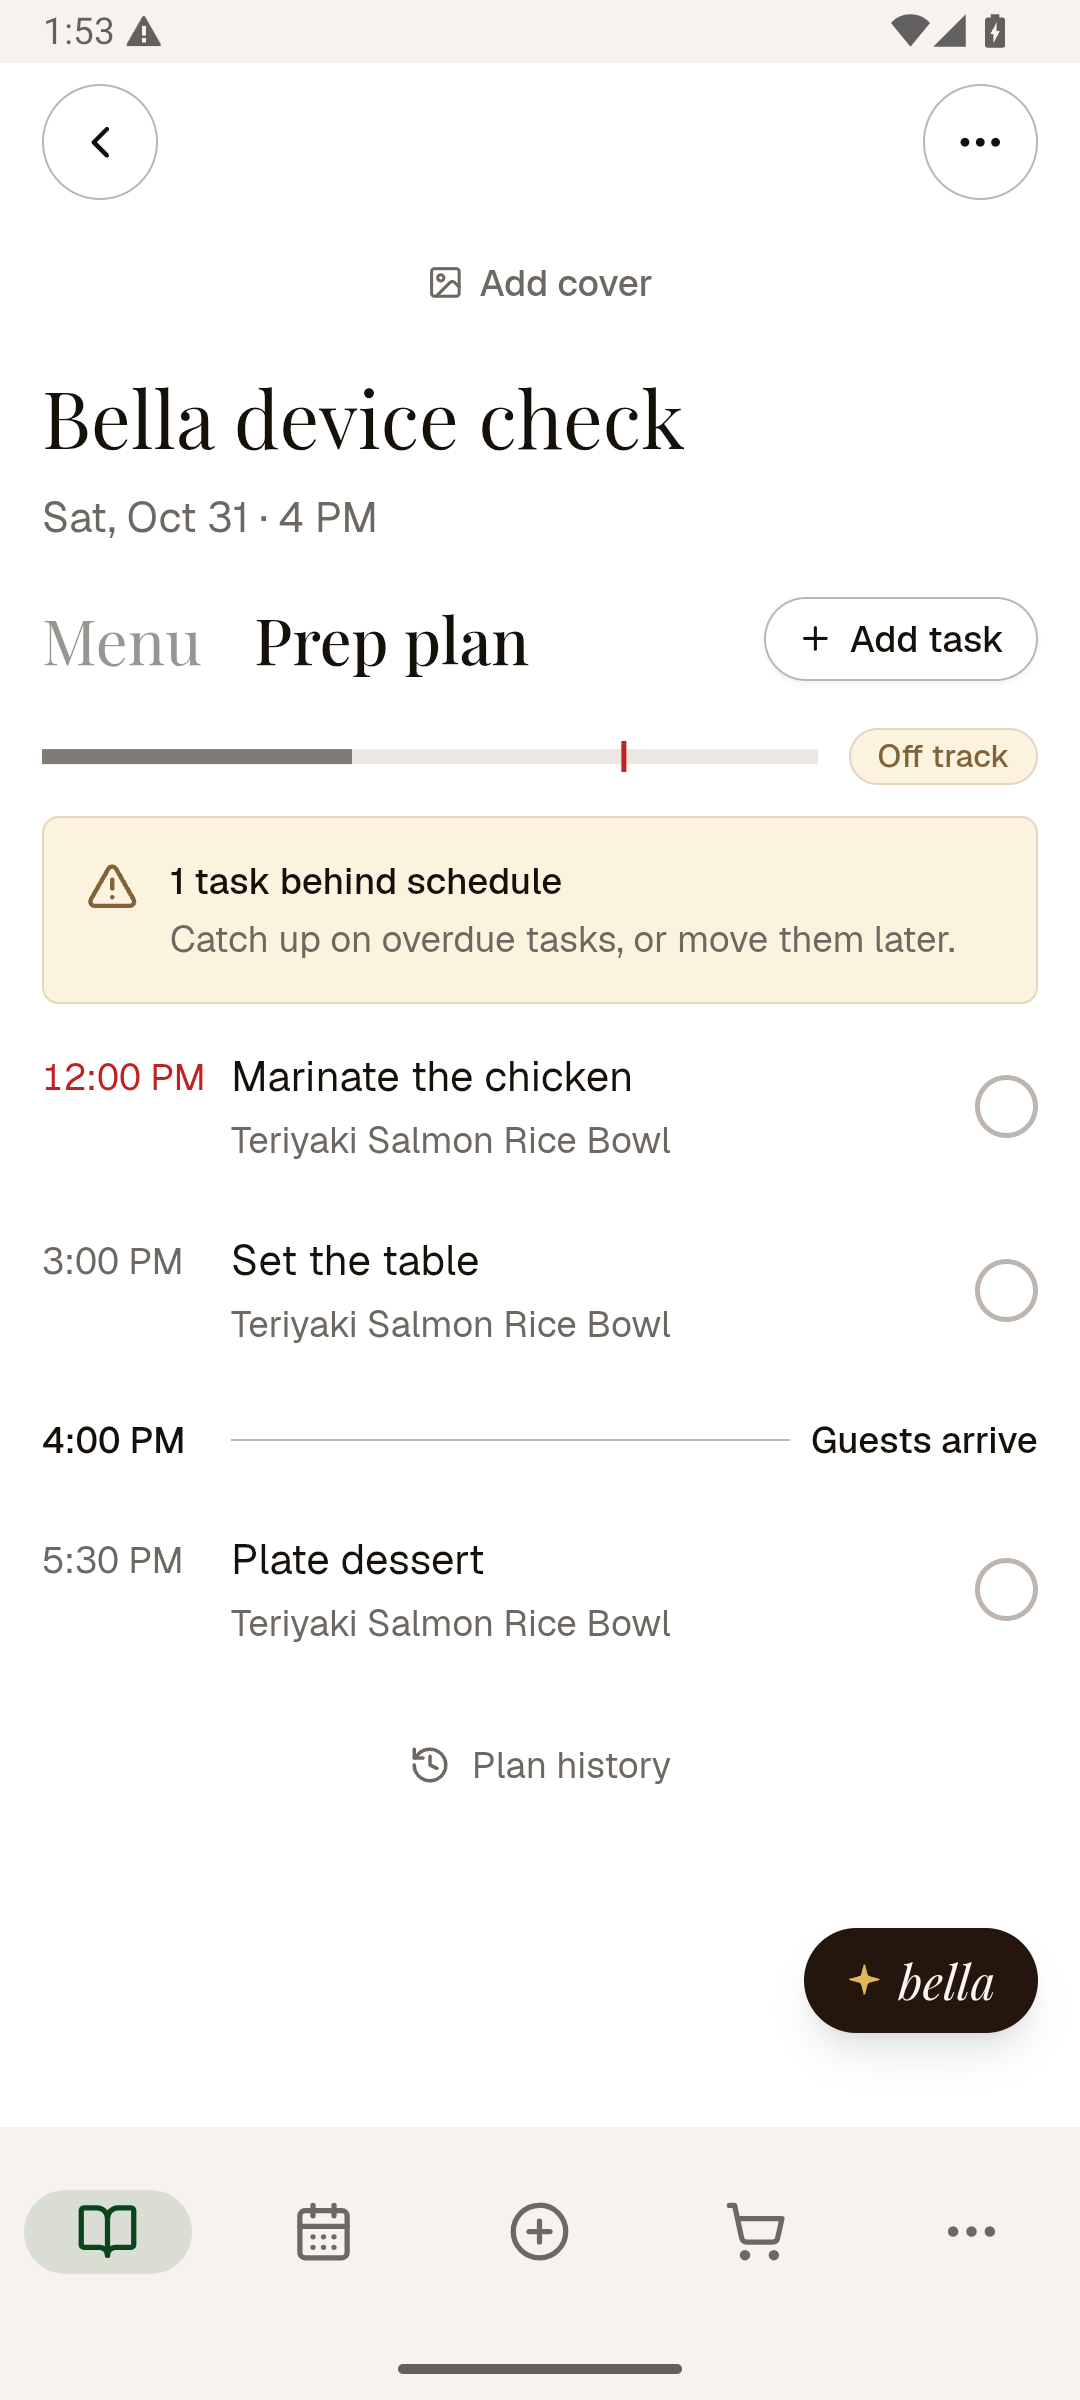 1:53
Add cover
Bella device check
Sat, Oct 31 · 4 PM
Menu Prep plan + Add task
Off track
1 task behind schedule
Catch up on overdue tasks, or move them later.
12:00 PM Marinate the chicken
Teriyaki Salmon Rice Bowl
3:00 PM Set the table
Teriyaki Salmon Rice Bowl
4:00 PM Guests arrive
5:30 PM Plate dessert
Teriyaki Salmon Rice Bowl
Plan history
bella